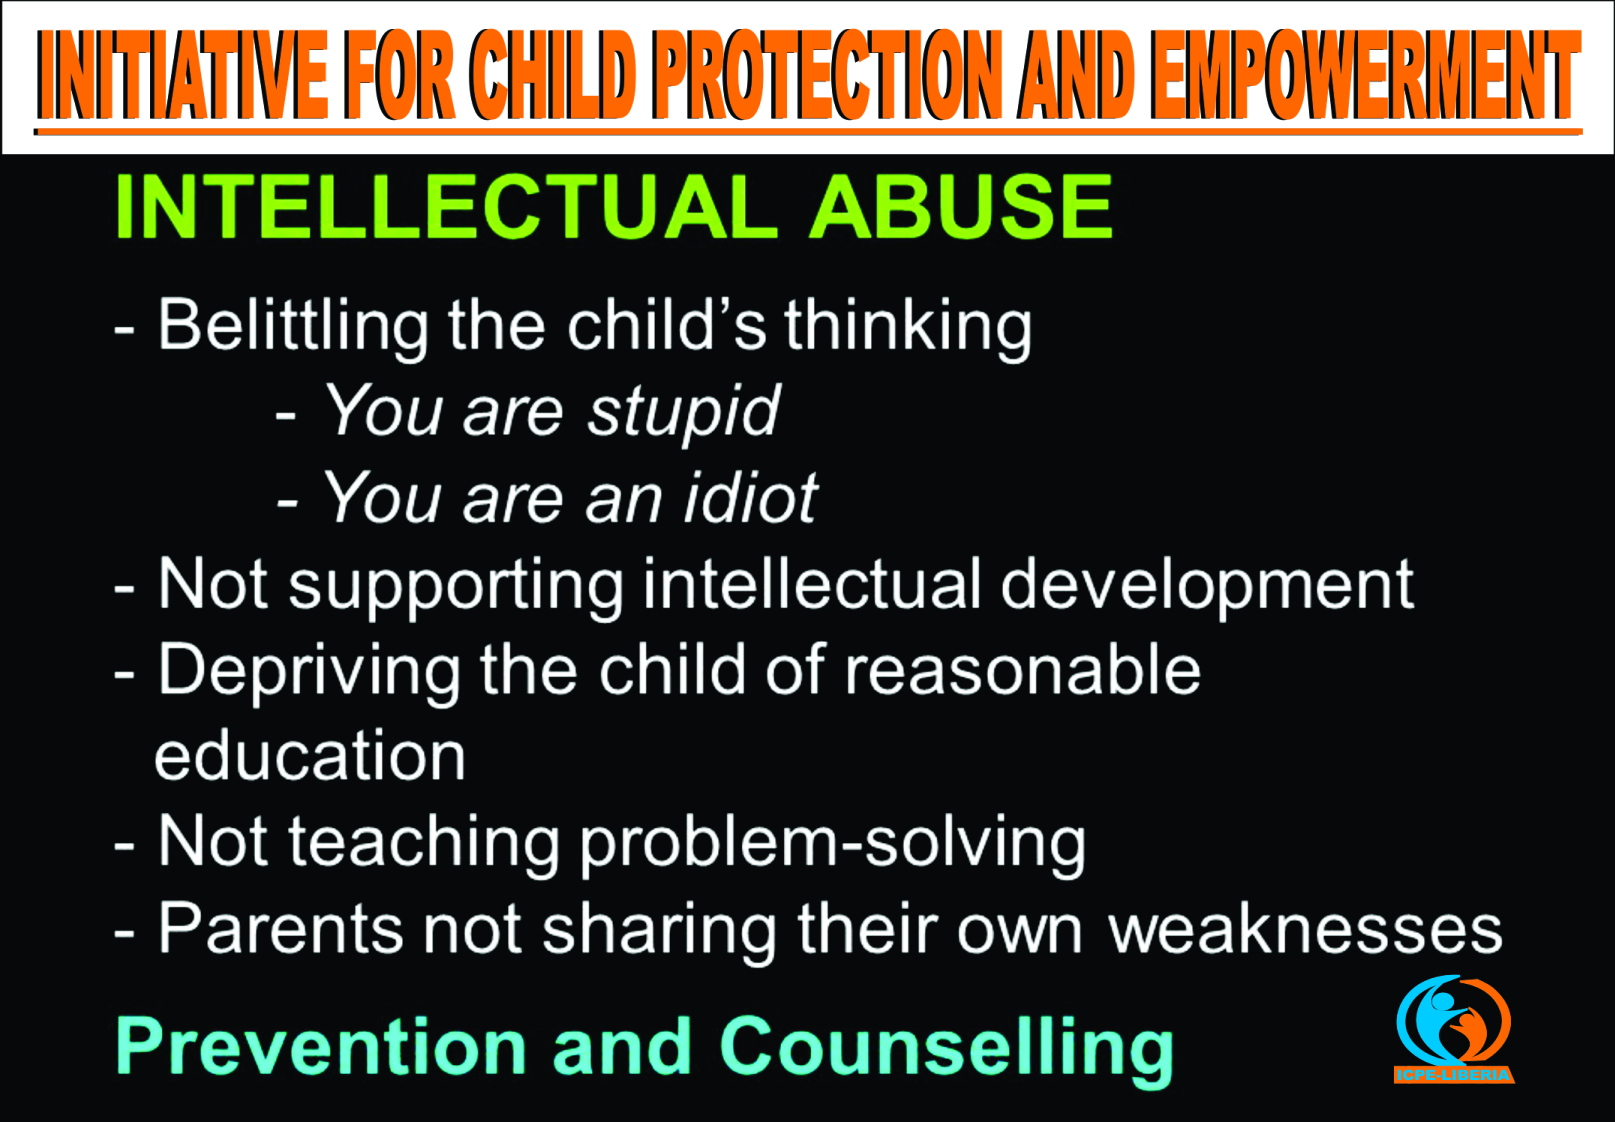 INITIATIVE FOR CHILD PROTECTION AND EMPOWERMENT
INTELLECTUAL ABUSE
- Belittling the child’s thinking
- You are stupid
- You are an idiot
- Not supporting intellectual development
- Depriving the child of reasonable
education
- Not teaching problem-solving
- Parents not sharing their own weaknesses
Prevention and Counselling
ICPE-LIBERIA